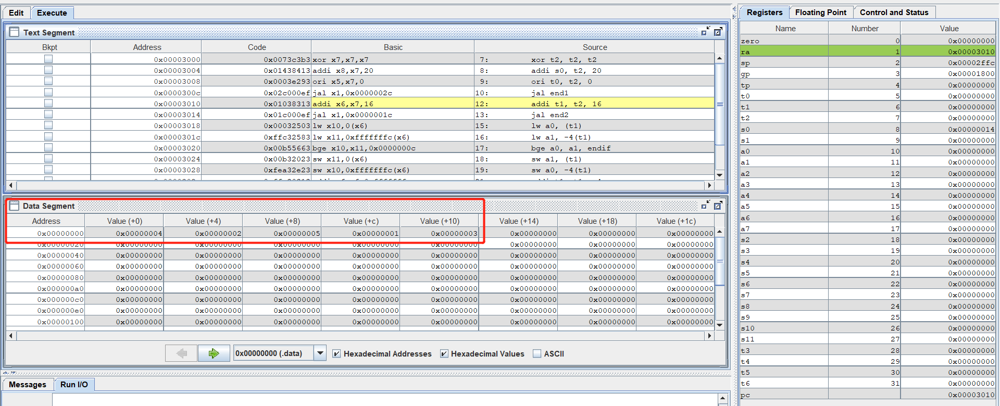 Edit Execute
Text Segment
Bkpt Address Code Basic Source
0x00003000 0x0073c3b3 xor x7,x7,x7 7: xor t2, t2, t2
0x00003004 0x01438413 addi x8,x7,20 8: addi s0, t2, 20
0x00003008 0x0003e293 ori x5,x7,0 9: ori t0, t2, 0
0x0000300c 0x02c000ef jal x1,0x0000002c 10: jal end1
0x00003010 0x01038313 addi x6,x7,16 12: addi t1, t2, 16
0x00003014 0x01c000ef jal x1,0x0000001c 13: jal end2
0x00003018 0x00032503 lw x10,0(x6) 15: lw a0, (t1)
0x0000301c 0xffc32583 lw x11,0xfffffffc(x6) 16: lw a1, -4(t1)
0x00003020 0x00b55663 bge x10,x11,0x0000000c 17: bge a0, a1, endif
0x00003024 0x00b32023 sw x11,0(x6) 18: sw a1, (t1)
0x00003028 0xfea32e23 sw x10,0xfffffffc(x6) 19: sw a0, -4(t1)
Data Segment
Address Value (+0) Value (+4) Value (+8) Value (+c) Value (+10) Value (+14) Value (+18) Value (+1c)
0x00000000 0x00000004 0x00000002 0x00000005 0x00000001 0x00000003 0x00000000 0x00000000 0x00000000
0x00000020 0x00000000 0x00000000 0x00000000 0x00000000 0x00000000 0x00000000 0x00000000 0x00000000
0x00000040 0x00000000 0x00000000 0x00000000 0x00000000 0x00000000 0x00000000 0x00000000 0x00000000
0x00000060 0x00000000 0x00000000 0x00000000 0x00000000 0x00000000 0x00000000 0x00000000 0x00000000
0x00000080 0x00000000 0x00000000 0x00000000 0x00000000 0x00000000 0x00000000 0x00000000 0x00000000
0x000000a0 0x00000000 0x00000000 0x00000000 0x00000000 0x00000000 0x00000000 0x00000000 0x00000000
0x000000c0 0x00000000 0x00000000 0x00000000 0x00000000 0x00000000 0x00000000 0x00000000 0x00000000
0x000000e0 0x00000000 0x00000000 0x00000000 0x00000000 0x00000000 0x00000000 0x00000000 0x00000000
0x00000100 0x00000000 0x00000000 0x00000000 0x00000000 0x00000000 0x00000000 0x00000000 0x00000000
0x00000000 (.data) Hexadecimal Addresses Hexadecimal Values ASCII
Messages Run I/O
Registers Floating Point Control and Status
Name Number Value
zero 0 0x00000000
ra 1 0x00003010
sp 2 0x00002ffc
gp 3 0x00001800
tp 4 0x00000000
t0 5 0x00000000
t1 6 0x00000000
t2 7 0x00000000
s0 8 0x00000014
s1 9 0x00000000
a0 10 0x00000000
a1 11 0x00000000
a2 12 0x00000000
a3 13 0x00000000
a4 14 0x00000000
a5 15 0x00000000
a6 16 0x00000000
a7 17 0x00000000
s2 18 0x00000000
s3 19 0x00000000
s4 20 0x00000000
s5 21 0x00000000
s6 22 0x00000000
s7 23 0x00000000
s8 24 0x00000000
s9 25 0x00000000
s10 26 0x00000000
s11 27 0x00000000
t3 28 0x00000000
t4 29 0x00000000
t5 30 0x00000000
t6 31 0x00000000
pc 0x00003010